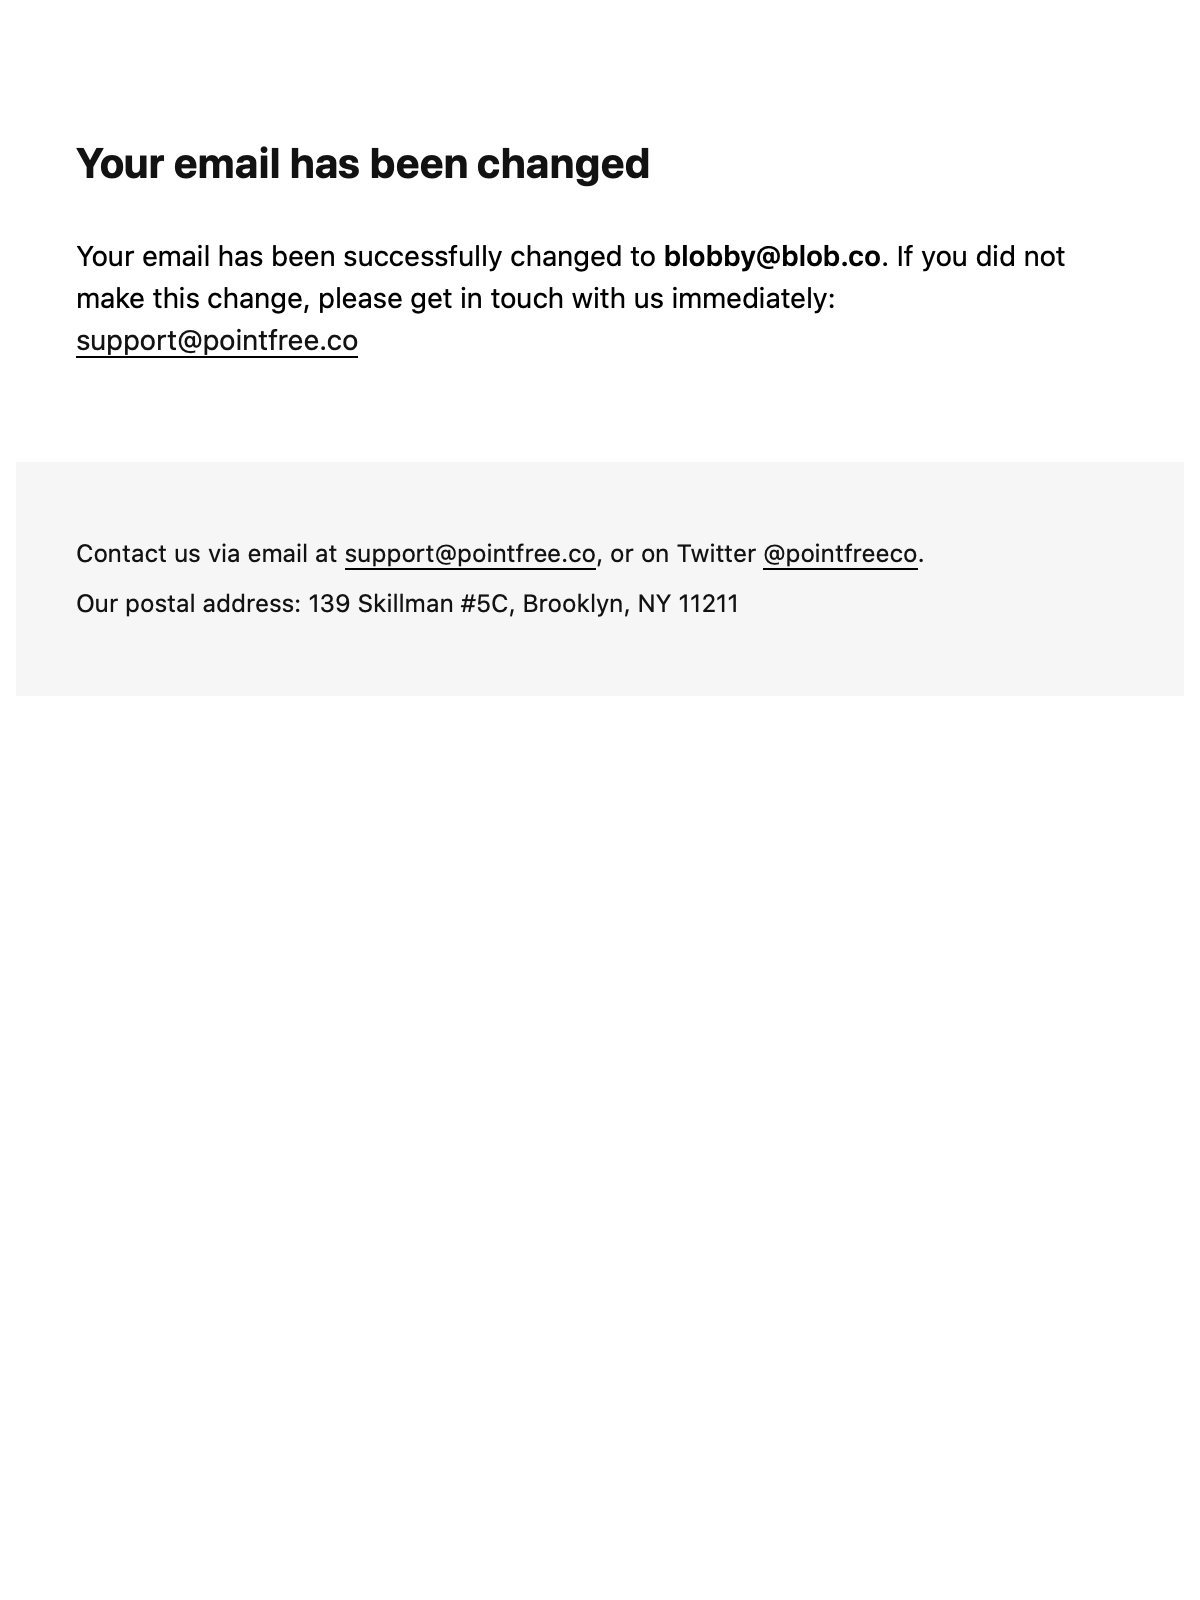 Your email has been changed
Your email has been successfully changed to blobby@blob.co. If you did not
make this change, please get in touch with us immediately:
support@pointfree.co
Contact us via email at support@pointfree.co, or on Twitter @pointfreeco.
Our postal address: 139 Skillman #5C, Brooklyn, NY 11211